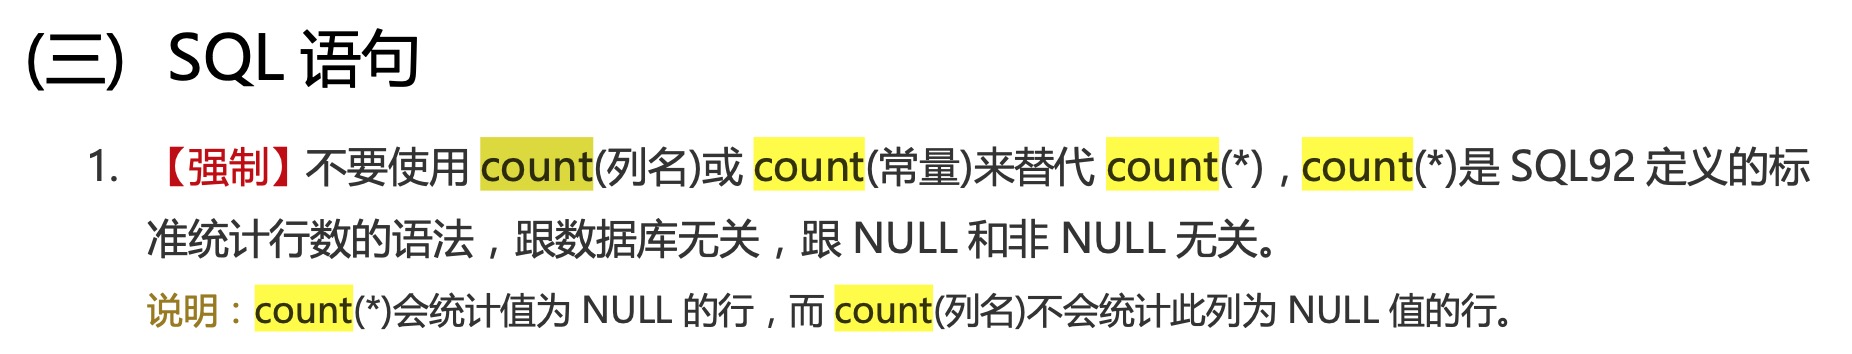 (三) SQL 语句
1. 【强制】不要使用 count(列名)或 count(常量)来替代 count(*)，count(*)是 SQL92 定义的标
准统计行数的语法，跟数据库无关，跟 NULL 和非 NULL 无关。
说明：count(*)会统计值为 NULL 的行，而 count(列名)不会统计此列为 NULL 值的行。